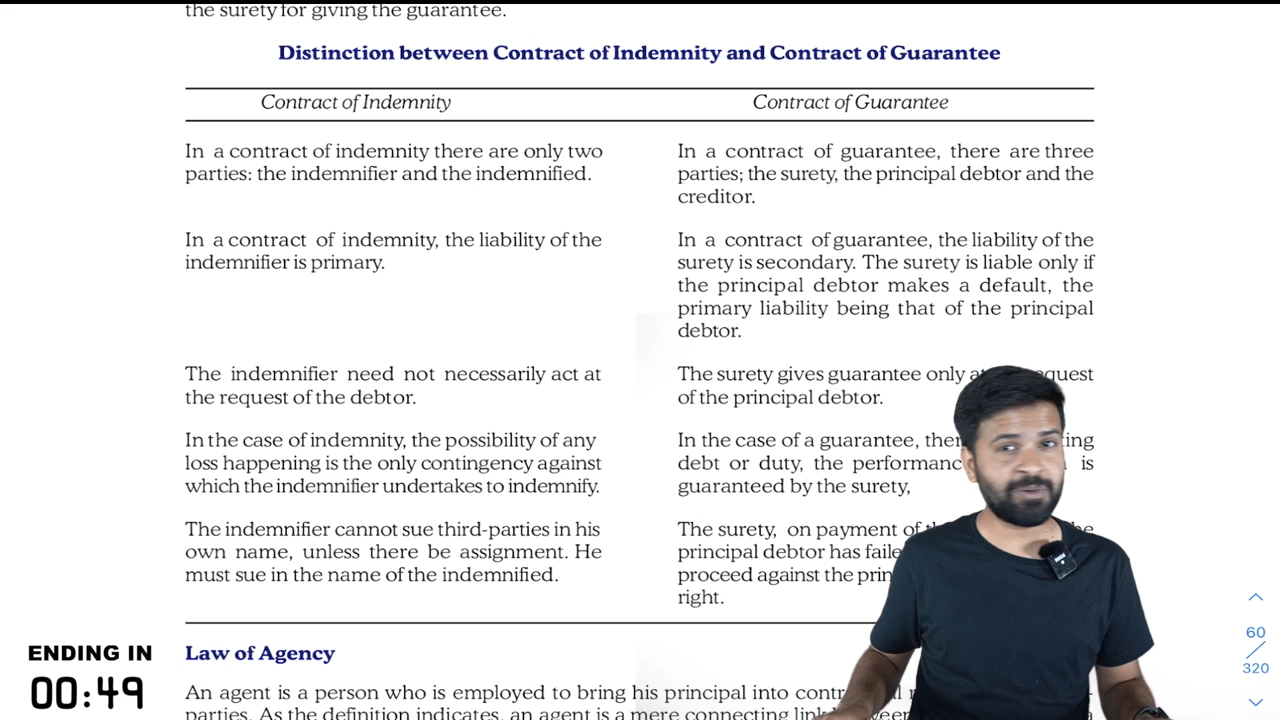 the surety for giving the guarantee.
Distinction between Contract of Indemnity and Contract of Guarantee
Contract of Indemnity
Contract of Guarantee
In a contract of indemnity there are only two
parties: the indemnifier and the indemnified.
In a contract of guarantee, there are three
parties; the surety, the principal debtor and the
creditor.
In a contract of indemnity, the liability of the
indemnifier is primary.
In a contract of guarantee, the liability of the
surety is secondary. The surety is liable only if
the principal debtor makes a default, the
primary liability being that of the principal
debtor.
The indemnifier need not necessarily act at
the request of the debtor.
The surety gives guarantee only
of the principal debtor.
In the case of indemnity, the possibility of any
loss happening is the only contingency against
which the indemnifier undertakes to indemnify.
In the case of a guarantee,
debt or duty, the is
guaranteed by the surety,
The indemnifier cannot sue third-parties in his
own name, unless there be assignment. He
must sue in the name of the indemnified.
The surety, on payment of
principal debtor has
proceed against the
right.
Law of Agency
An agent is a person who is employed to bring his principal into
parties. As the definition indicates, an agent is a mere connecting a
ENDING IN
00:49
60
320